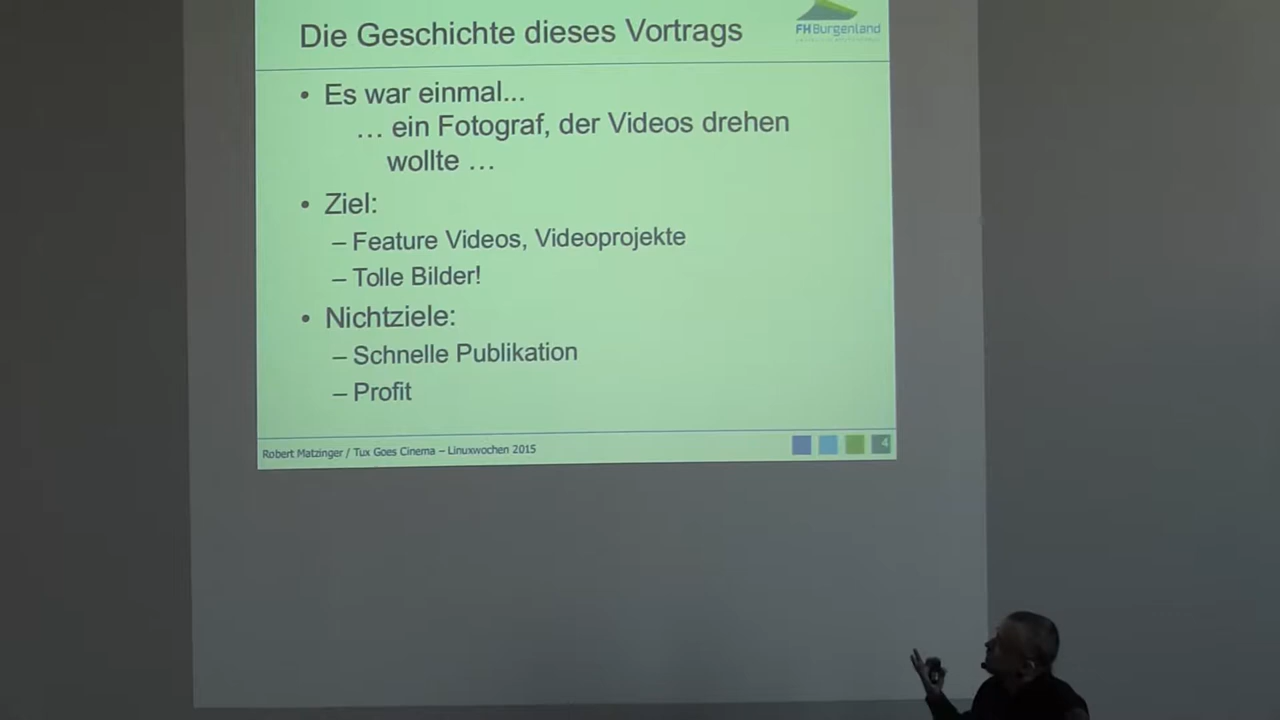 Die Geschichte dieses Vortrags
FHBurgenland
• Es war einmal...
... ein Fotograf, der Videos drehen
wollte ...
• Ziel:
– Feature Videos, Videoprojekte
– Tolle Bilder!
• Nichtziele:
– Schnelle Publikation
– Profit
Robert Matzinger / Tux Goes Cinema – Linuxwochen 2015
4